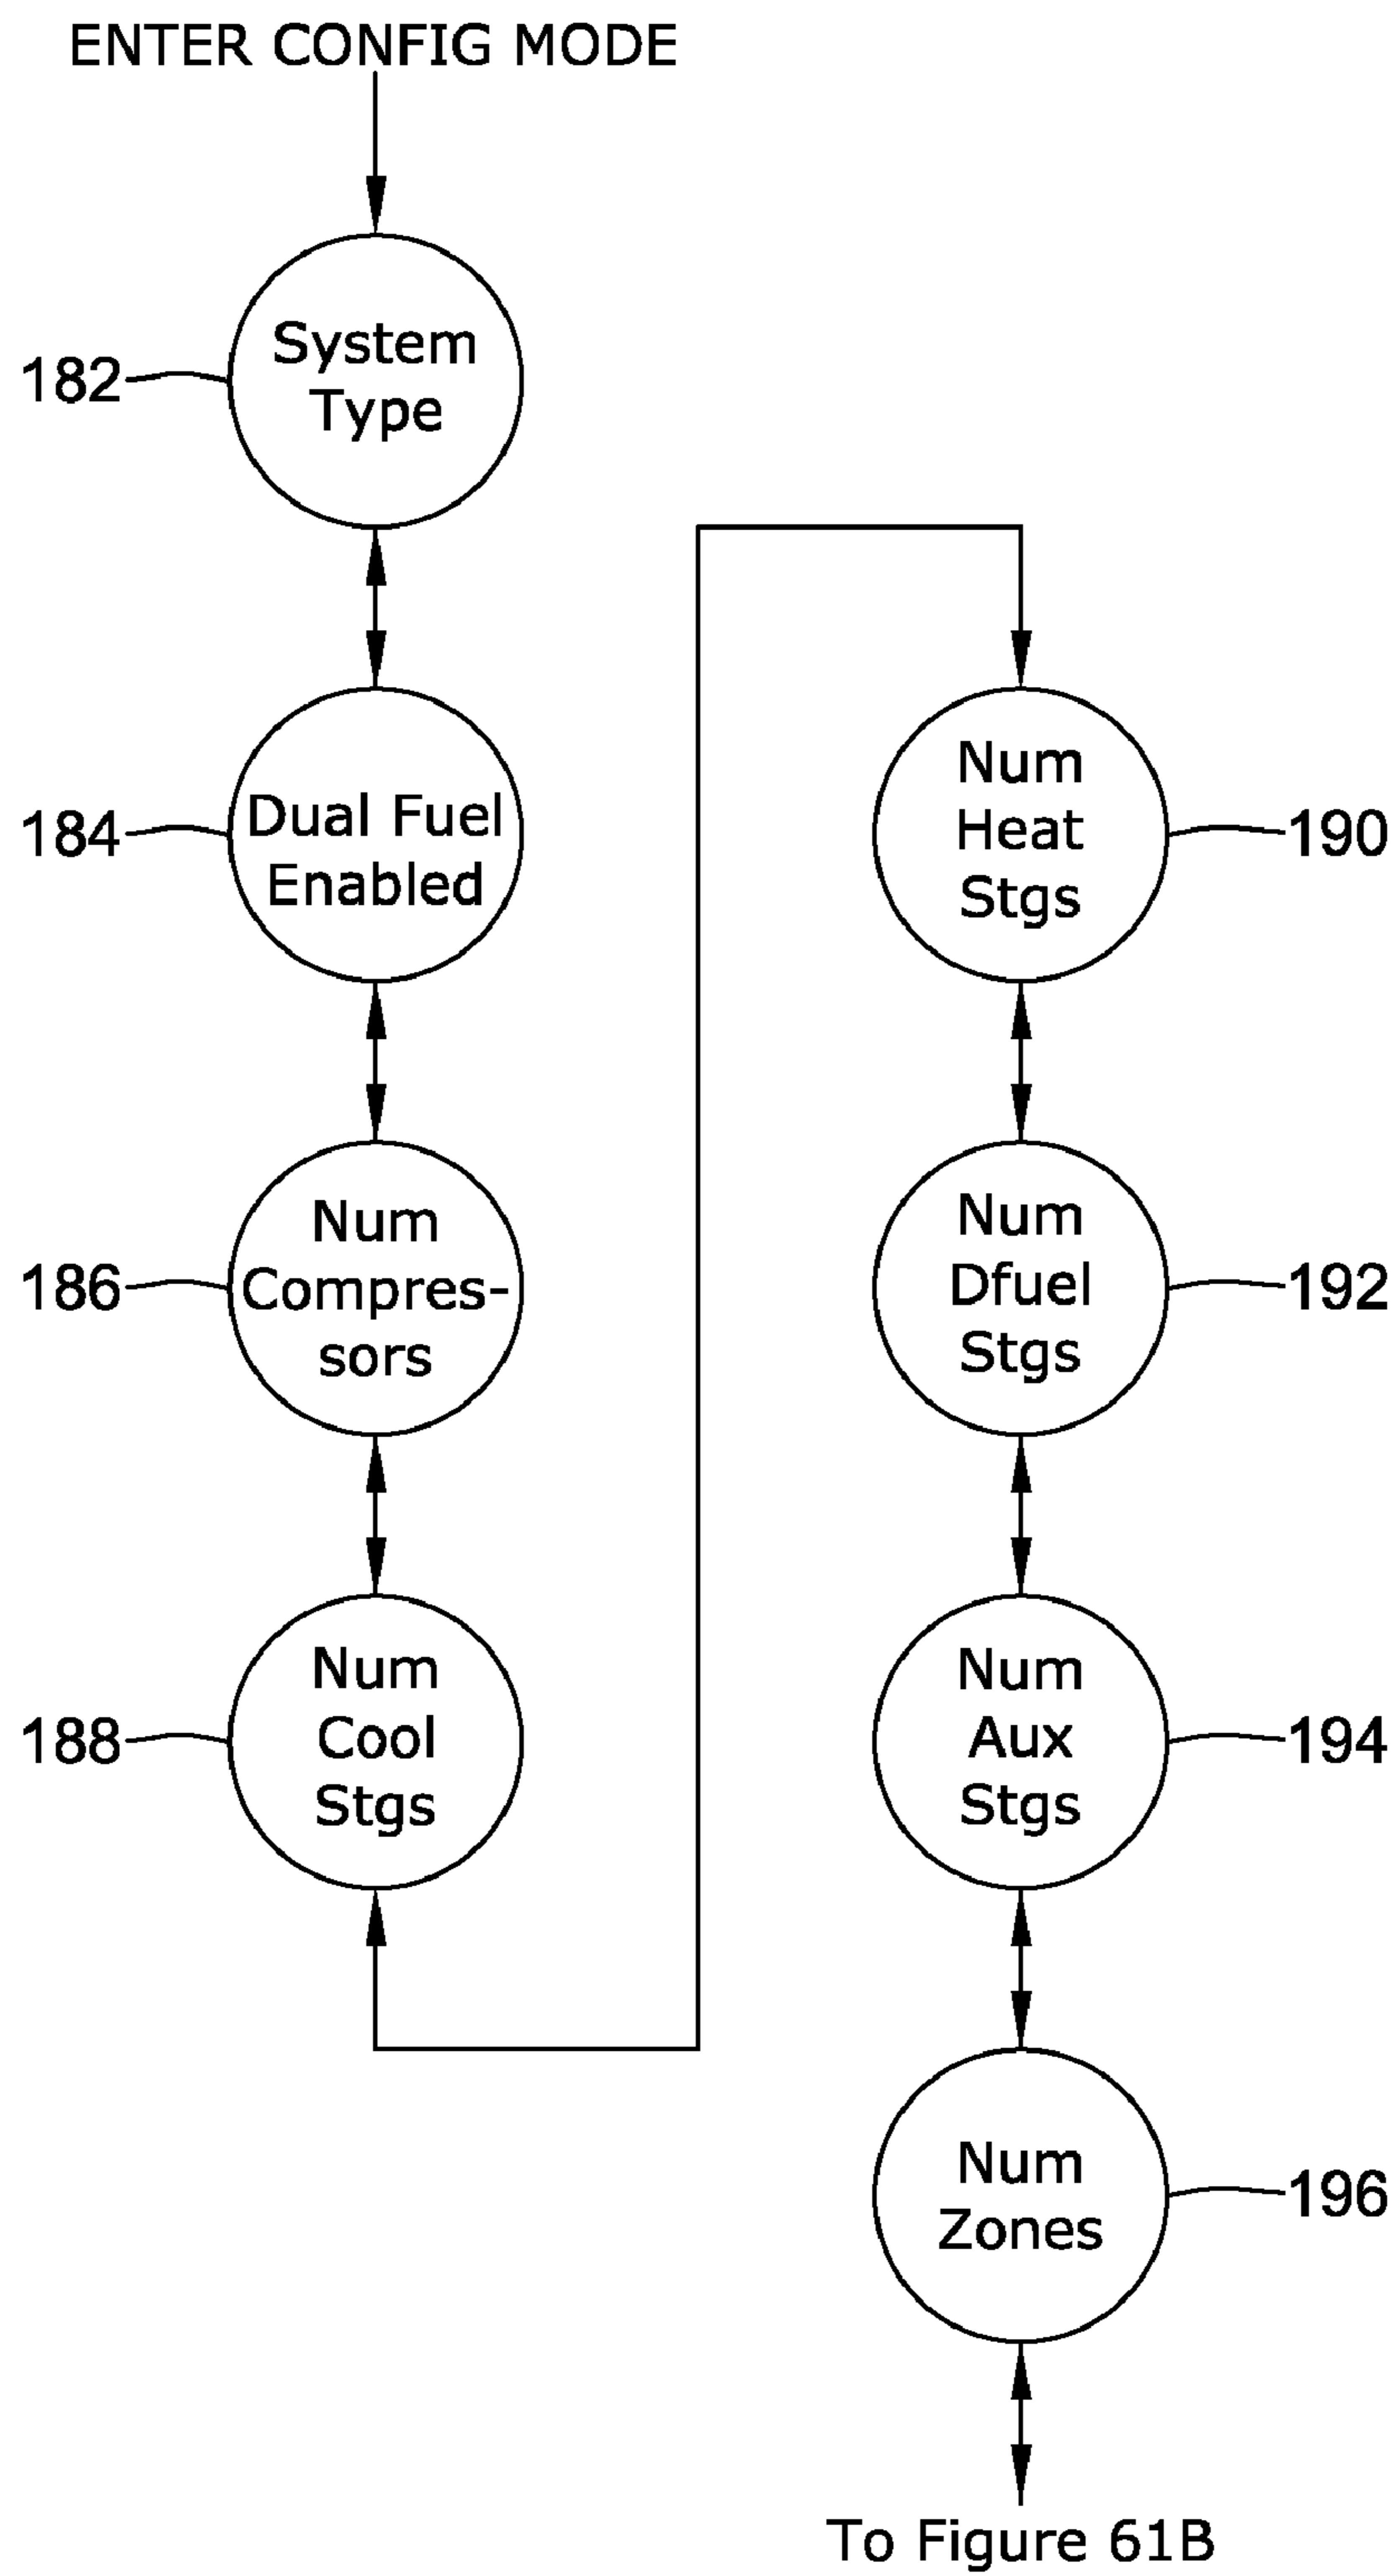 ENTER CONFIG MODE
System
Type
182
Dual Fuel
Enabled
184
Num
Compres-
sors
186
Num
Cool
Stgs
188
Num
Heat
Stgs
190
Num
Dfuel
Stgs
192
Num
Aux
Stgs
194
Num
Zones
196
To Figure 61B